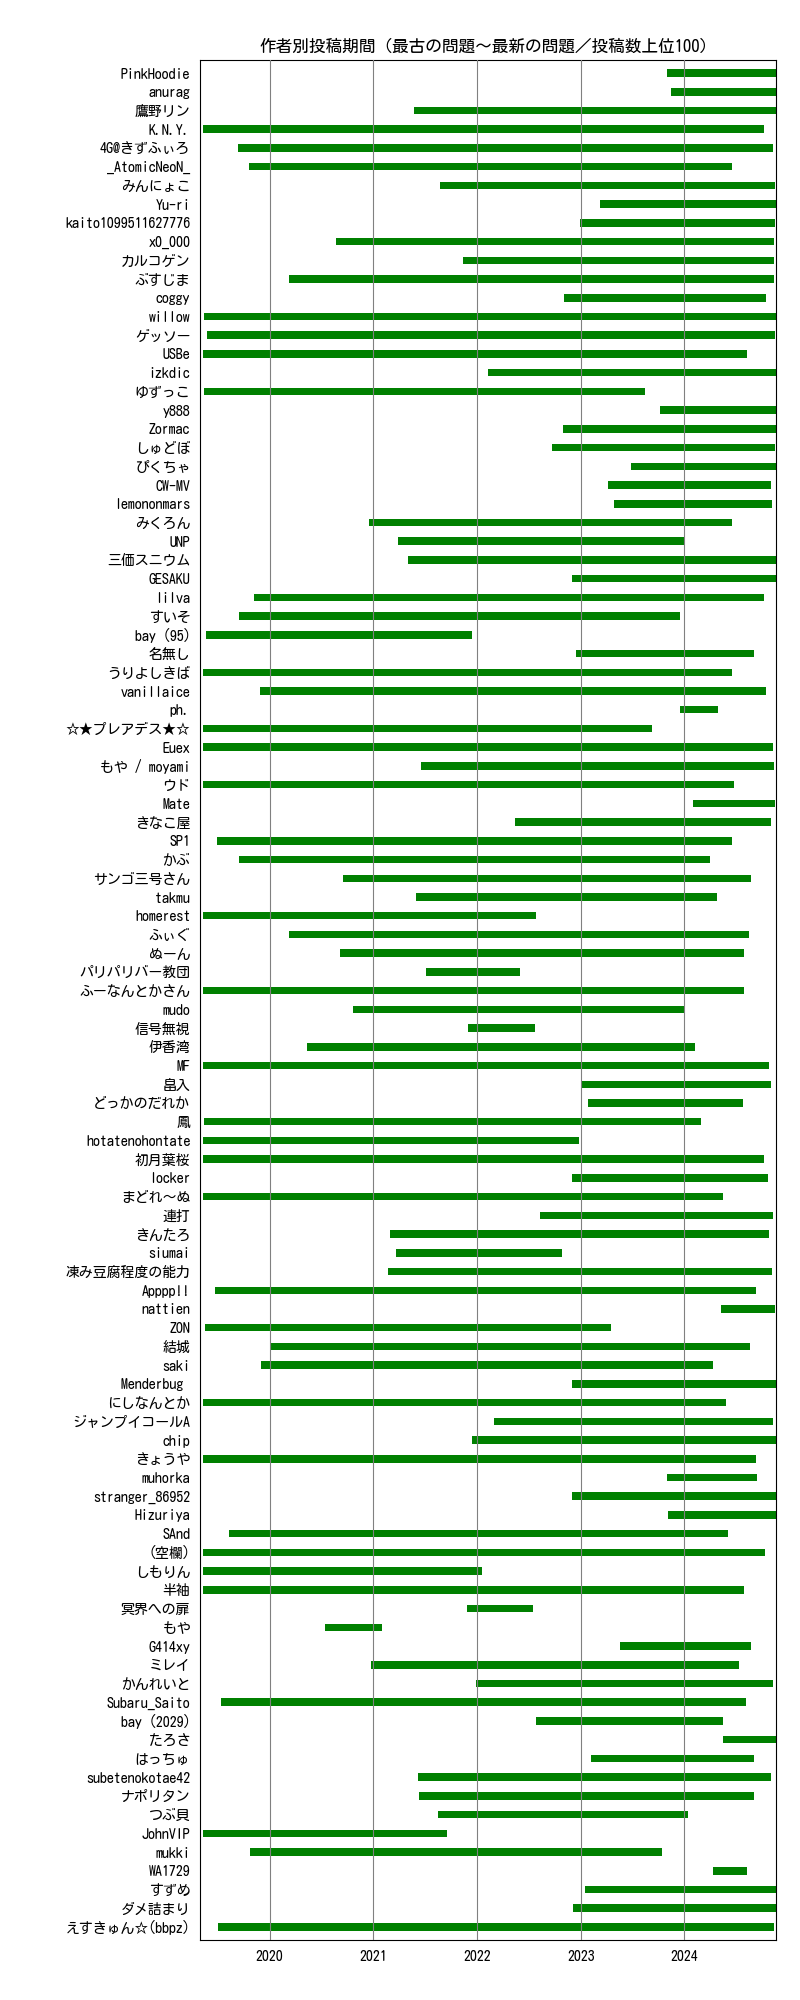 作者別投稿期間（最古の問題～最新の問題／投稿数上位100）
PinkHoodie
anurag
鷹野リン
K.N.Y.
4G@きずふぃろ
_AtomicNeoN_
みんにょこ
Yu-ri
kaito1099511627776
x0_000
カルコゲン
ぶすじま
coggy
willow
ゲッソー
USBe
izkdic
ゆずっこ
y888
Zormac
しゅどぼ
ぴくちゃ
CW-MV
lemononmars
みくろん
UNP
三価スニウム
GESAKU
lilva
すいそ
bay (95)
名無し
うりよしきば
vanillaice
ph.
☆★プレアデス★☆
Euex
もや / moyami
ウド
Mate
きなこ屋
SP1
かぶ
サンゴ三号さん
takmu
homerest
ふぃぐ
ぬーん
パリパリバー教団
ふーなんとかさん
mudo
信号無視
伊香湾
MF
畠入
どっかのだれか
鳳
hotatenohontate
初月葉桜
locker
まどれ～ぬ
連打
きんたろ
siumai
凍み豆腐程度の能力
Appppll
nattien
ZON
結城
saki
Menderbug
にしなんとか
ジャンプイコールA
chip
きょうや
muhorka
stranger_86952
Hizuriya
SAnd
(空欄)
しもりん
半袖
冥界への扉
もや
G414xy
ミレイ
かんれいと
Subaru_Saito
bay (2029)
たろさ
はっちゅ
subetenokotae42
ナポリタン
つぶ貝
JohnVIP
mukki
WA1729
すずめ
ダメ詰まり
えすきゅん☆(bbpz)
2020 2021 2022 2023 2024